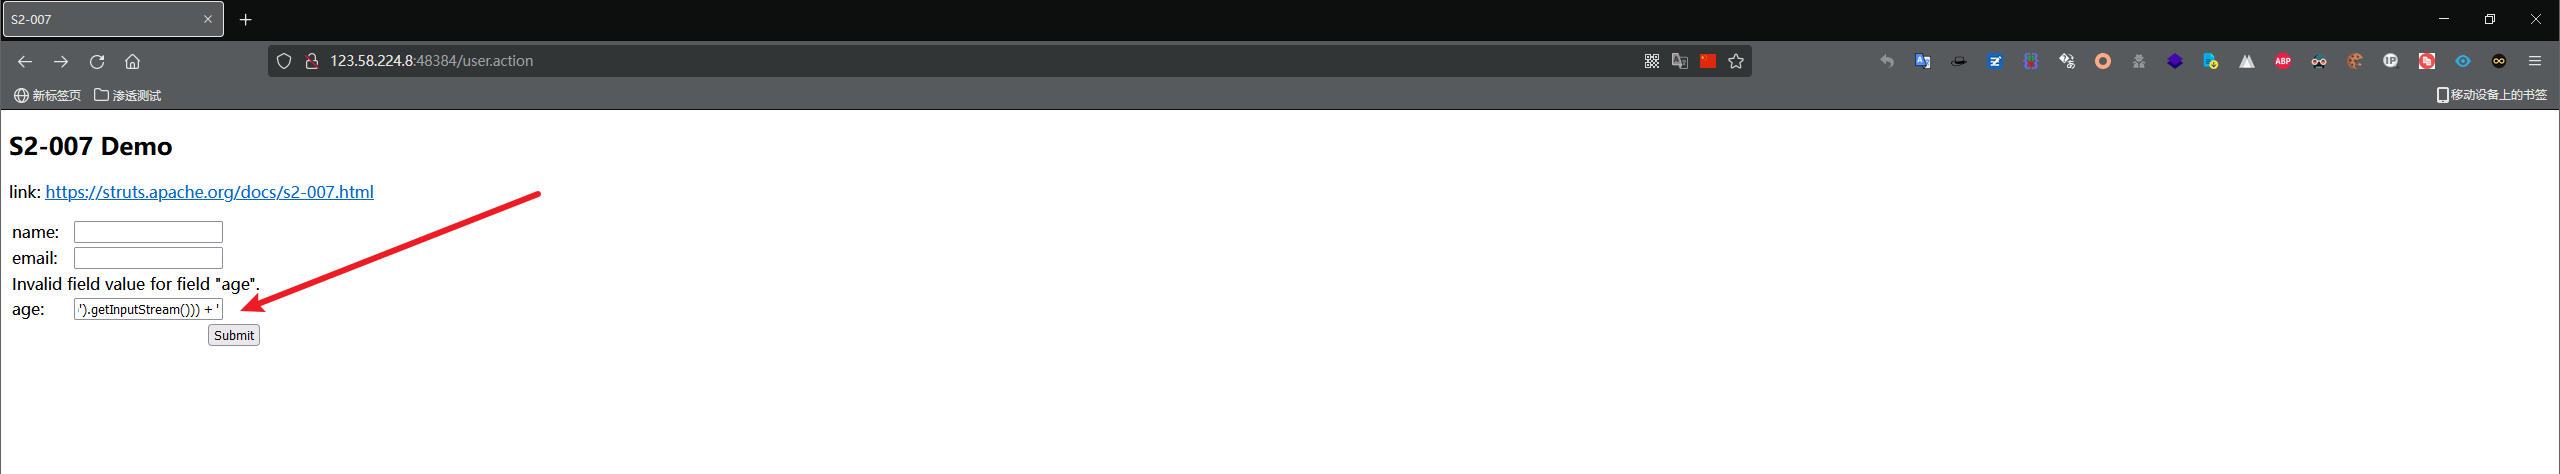 S2-007
123.58.224.8:48384/user.action
ABP
IP
新标签页
渗透测试
移动设备上的书签
S2-007 Demo
link: https://struts.apache.org/docs/s2-007.html
name:
email:
Invalid field value for field "age".
age: ').getInputStream())) + '
Submit